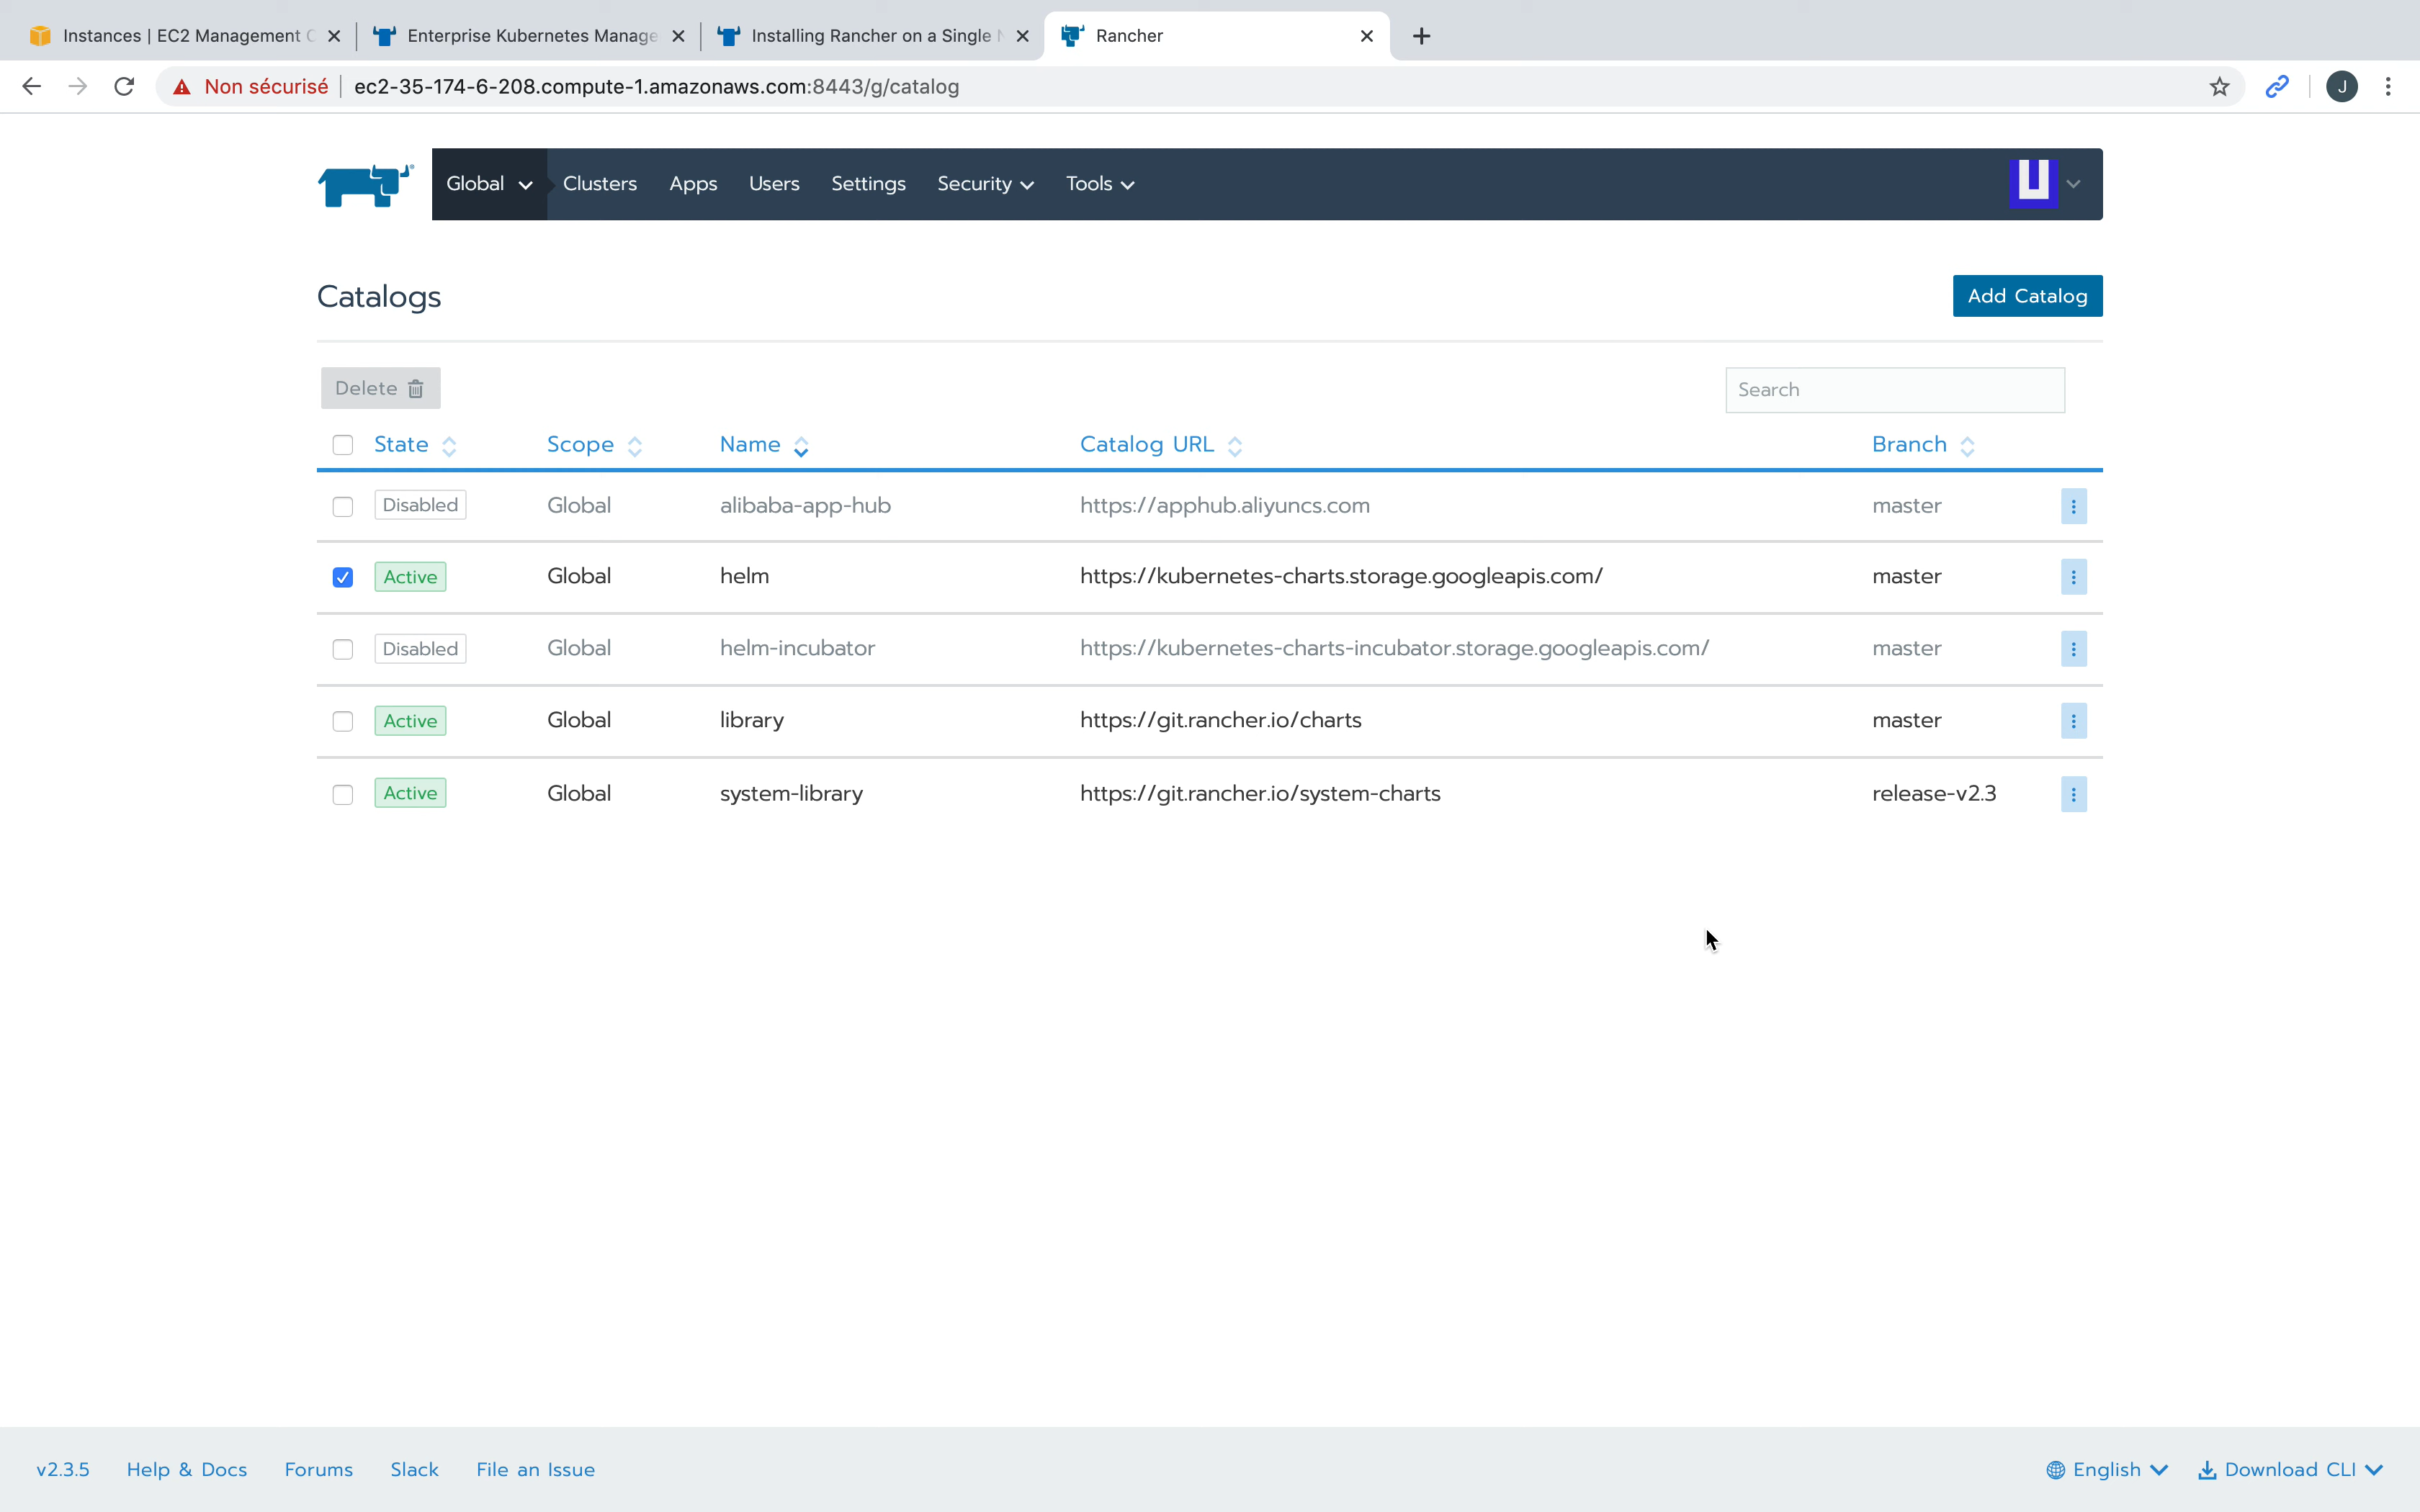 Instances | EC2 Management C
Enterprise Kubernetes Manage
Installing Rancher on a Single N
Rancher
Non sécurisé
ec2-35-174-6-208.compute-1.amazonaws.com:8443/g/catalog
J
Global Clusters Apps Users Settings Security Tools
Catalogs
Add Catalog
Delete
Search
State Scope Name Catalog URL Branch
Disabled Global alibaba-app-hub https://apphub.aliyuncs.com master
Active Global helm https://kubernetes-charts.storage.googleapis.com/ master
Disabled Global helm-incubator https://kubernetes-charts-incubator.storage.googleapis.com/ master
Active Global library https://git.rancher.io/charts master
Active Global system-library https://git.rancher.io/system-charts release-v2.3
v2.3.5 Help & Docs Forums Slack File an Issue English Download CLI